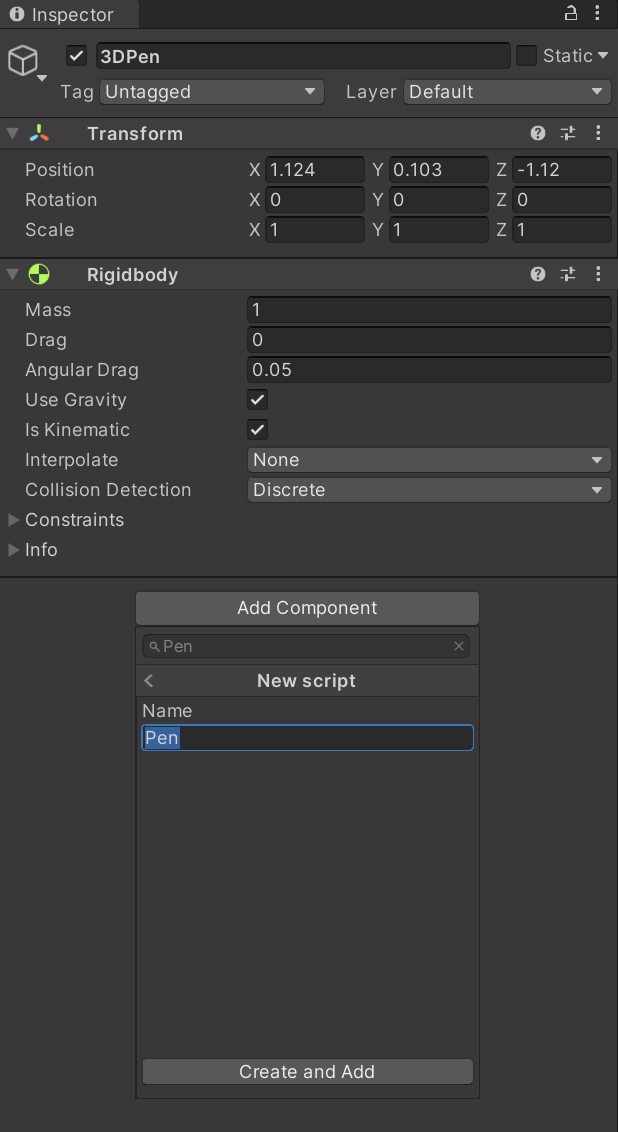 Inspector
3DPen Static
Tag Untagged Layer Default
Transform
Position X 1.124 Y 0.103 Z -1.12
Rotation X 0 Y 0 Z 0
Scale X 1 Y 1 Z 1
Rigidbody
Mass 1
Drag 0
Angular Drag 0.05
Use Gravity
Is Kinematic
Interpolate None
Collision Detection Discrete
Constraints
Info
Add Component
Pen
New script
Name
Pen
Create and Add